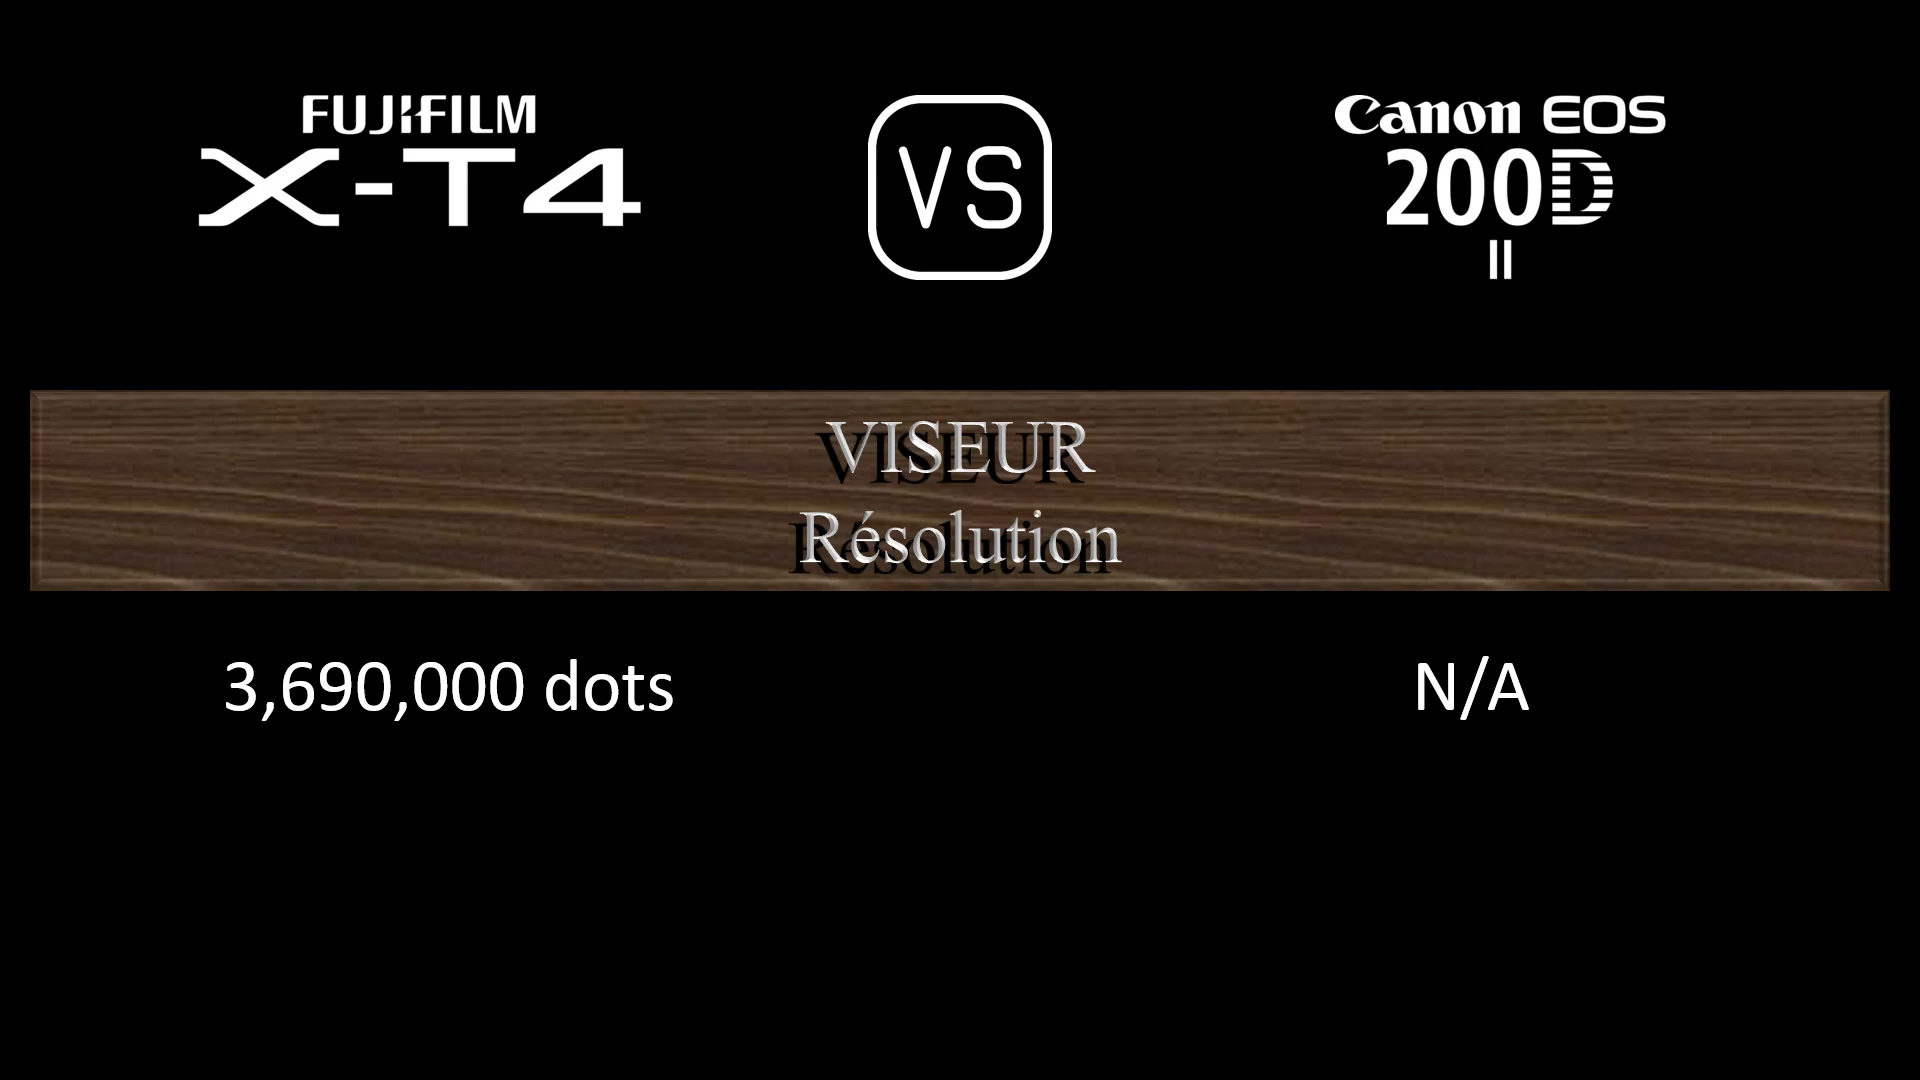 FUJIFILM
X-T4
VS
Canon EOS
200D
II
VISEUR
Résolution
3,690,000 dots
N/A